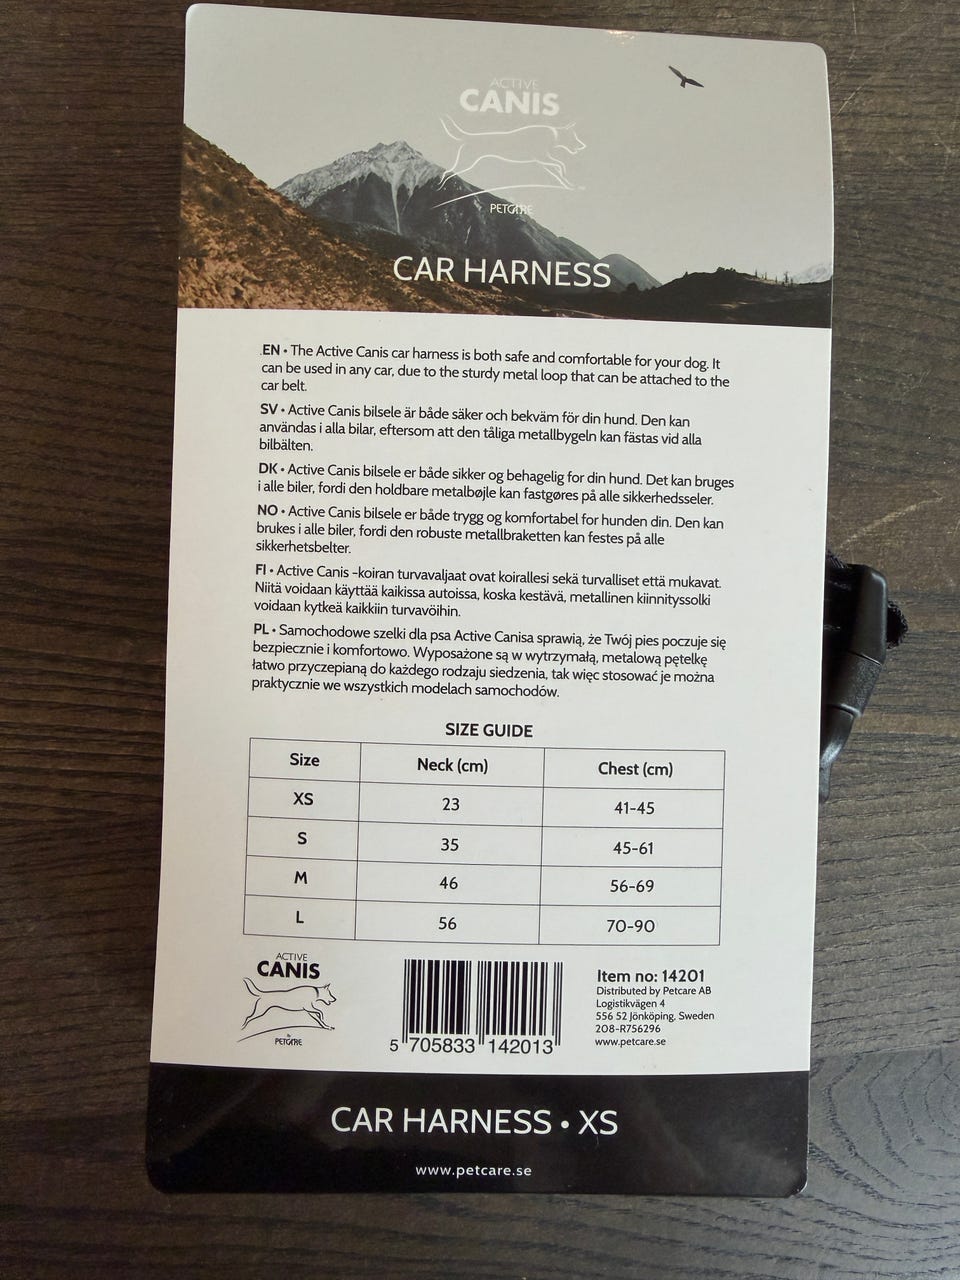 ACTIVE
CANIS
PETCARE
CAR HARNESS
EN • The Active Canis car harness is both safe and comfortable for your dog. It
can be used in any car, due to the sturdy metal loop that can be attached to the
car belt.
SV • Active Canis bilsele är både säker och bekväm för din hund. Den kan
användas i alla bilar, eftersom att den tåliga metallbygeln kan fästas vid alla
bilbälten.
DK • Active Canis bilsele er både sikker og behagelig for din hund. Det kan bruges
i alle biler, fordi den holdbare metalbøjle kan fastgøres på alle sikkerhedsseler.
NO • Active Canis bilsele er både trygg og komfortabel for hunden din. Den kan
brukes i alle biler, fordi den robuste metallbraketten kan festes på alle
sikkerhetsbelter.
FI • Active Canis -koiran turvavaljaat ovat koirallesi sekä turvalliset että mukavat.
Niitä voidaan käyttää kaikissa autoissa, koska kestävä, metallinen kiinnityssolki
voidaan kytkeä kaikkiin turvavöihin.
PL • Samochodowe szelki dla psa Active Canisa sprawią, że Twój pies poczuje się
bezpiecznie i komfortowo. Wyposażone są w wytrzymałą, metalową pętelkę
łatwo przyczepianą do każdego rodzaju siedzenia, tak więc stosować je można
praktycznie we wszystkich modelach samochodów.
SIZE GUIDE
Size Neck (cm) Chest (cm)
XS 23 41-45
S 35 45-61
M 46 56-69
L 56 70-90
ACTIVE
CANIS
by
PETCARE
5 705833 142013
Item no: 14201
Distributed by Petcare AB
Logistikvägen 4
556 52 Jönköping, Sweden
208-R756296
www.petcare.se
CAR HARNESS • XS
www.petcare.se